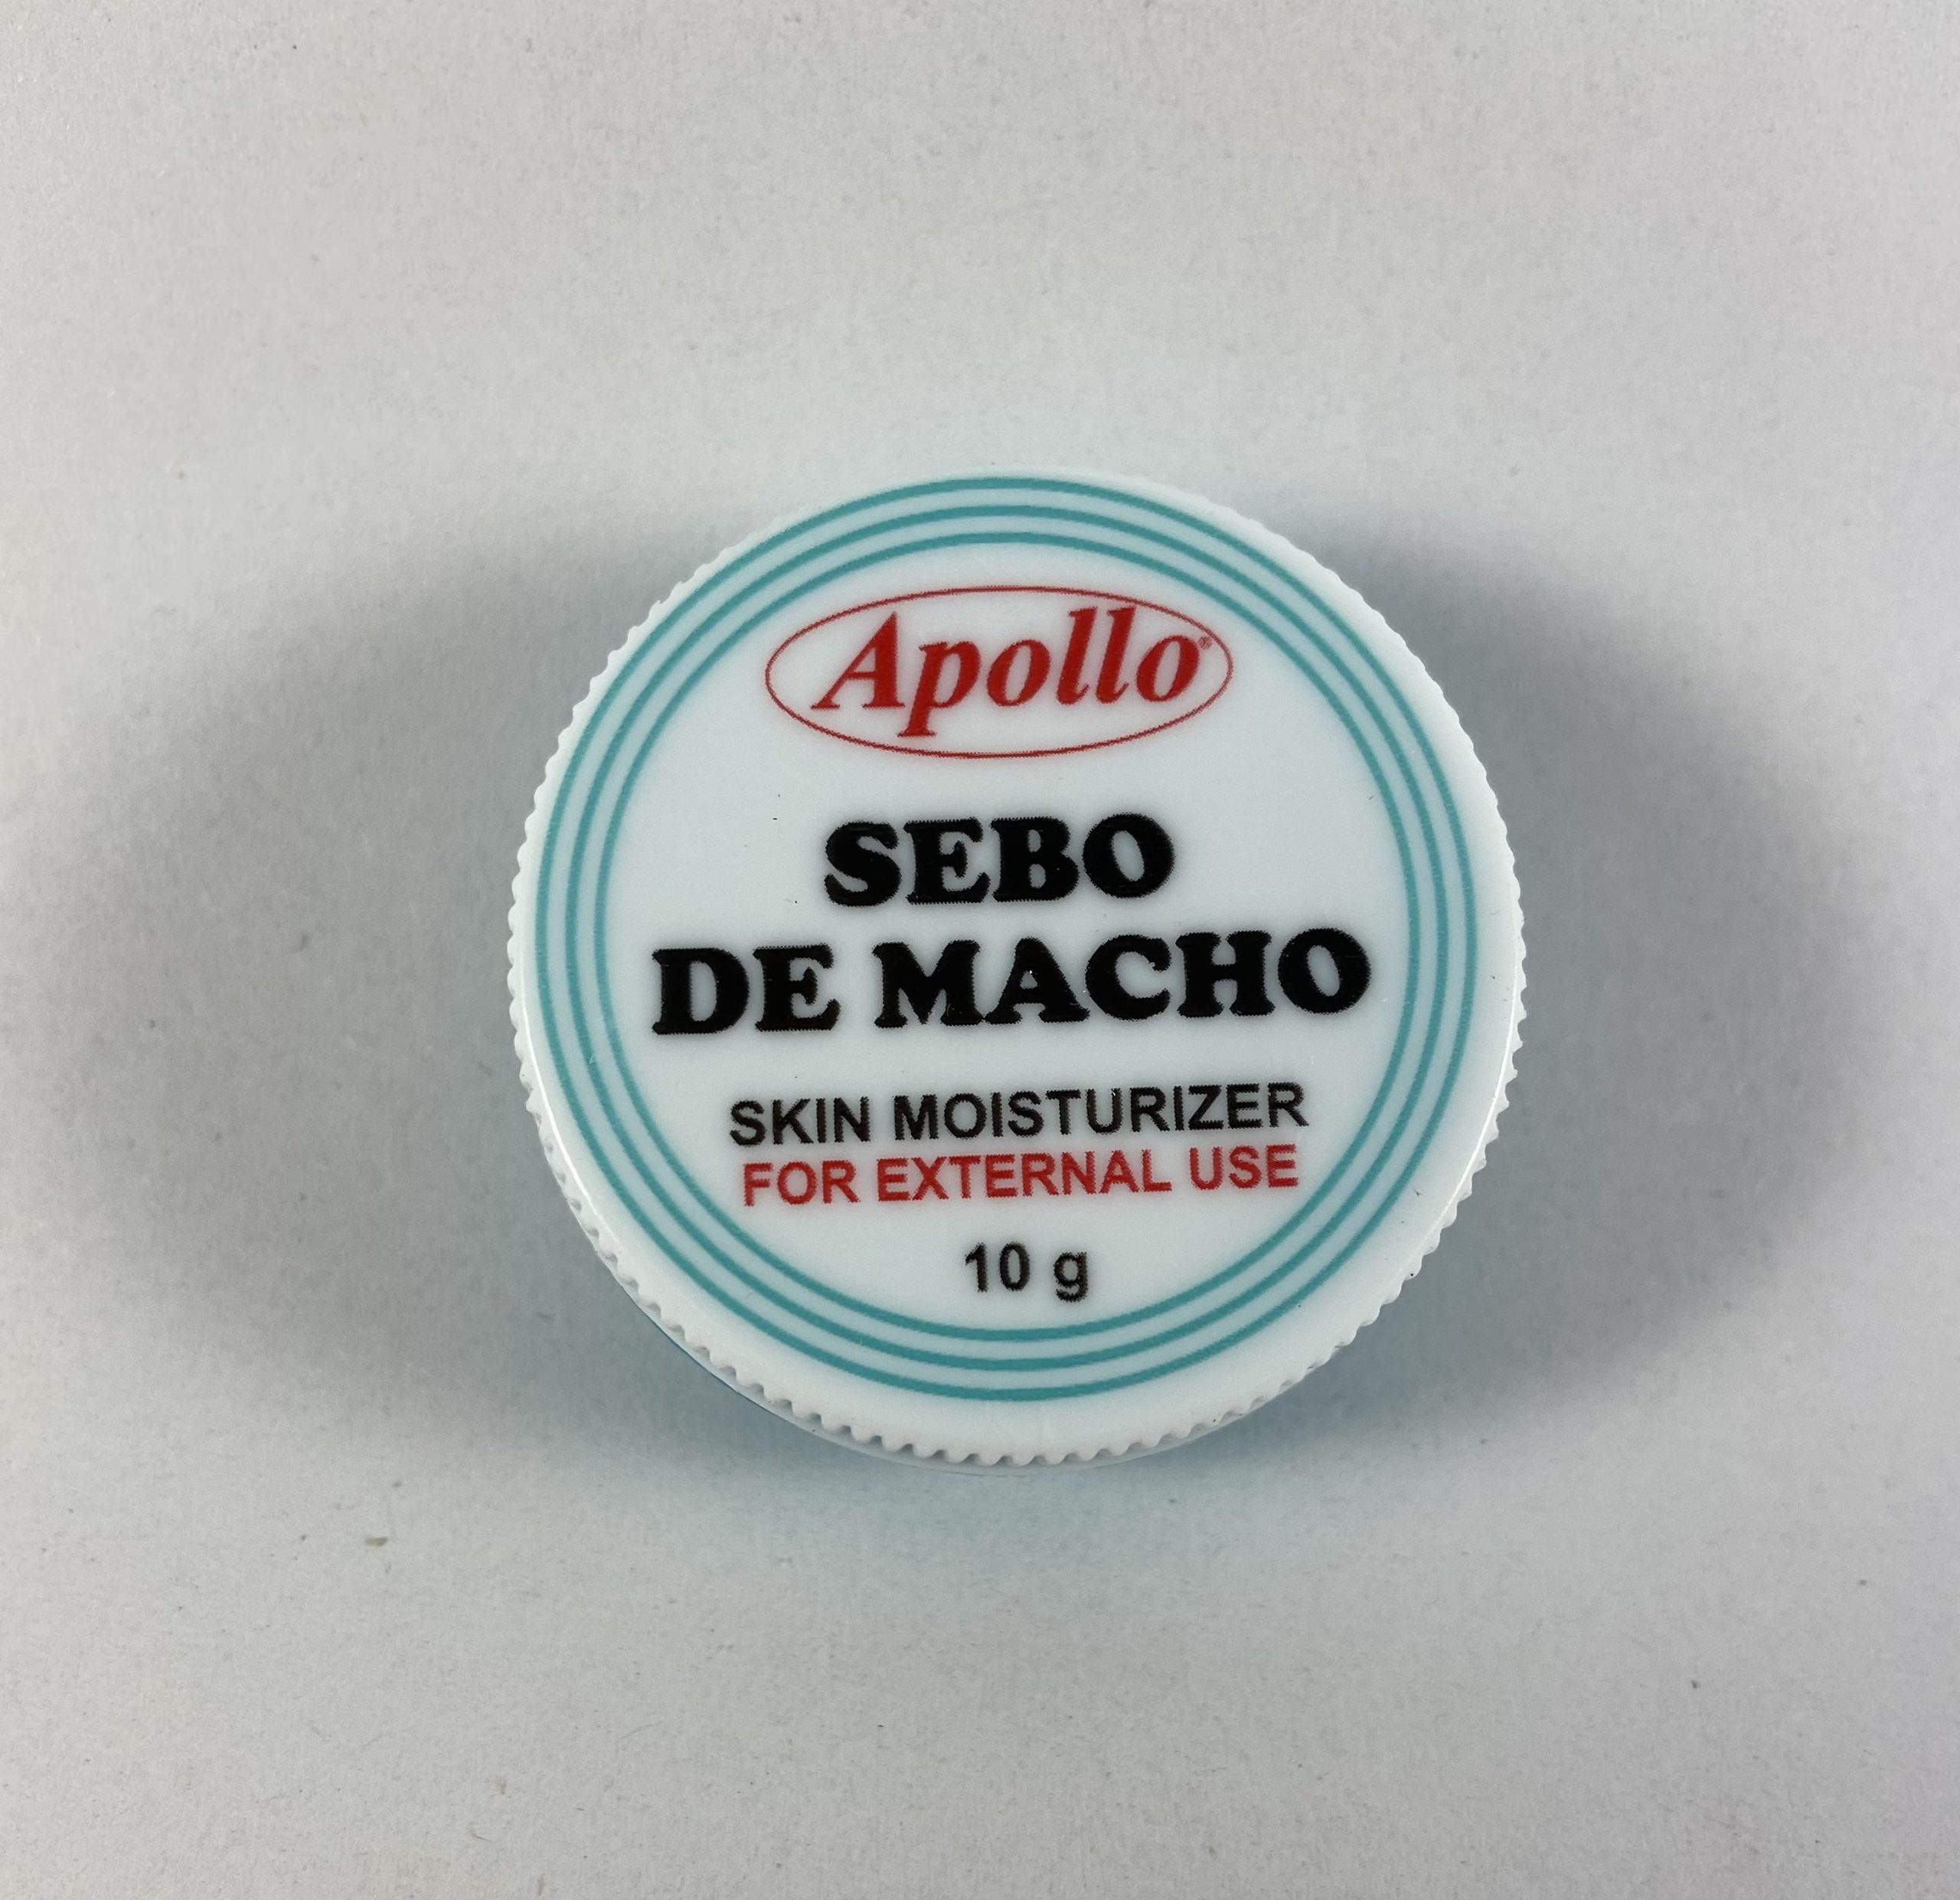 Apollo®
SEBO
DE MACHO
SKIN MOISTURIZER
FOR EXTERNAL USE
10 g